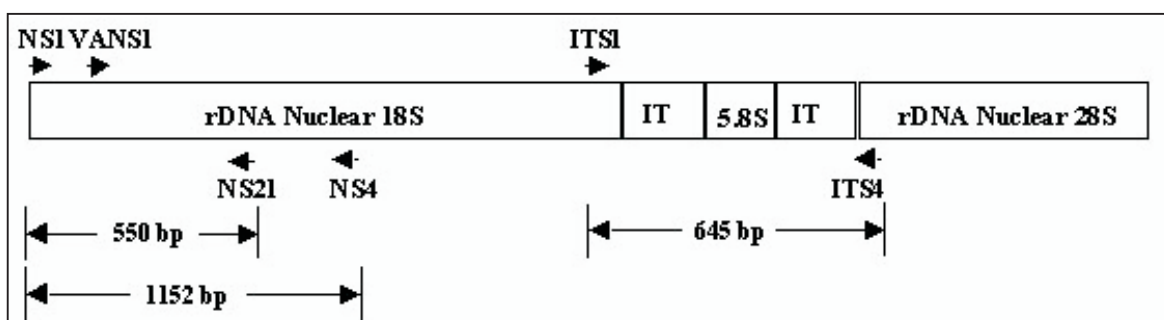 NS1 VANS1 ITS1
rDNA Nuclear 18S IT 5.8S IT rDNA Nuclear 28S
NS21 NS4 ITS4
550 bp 645 bp
1152 bp